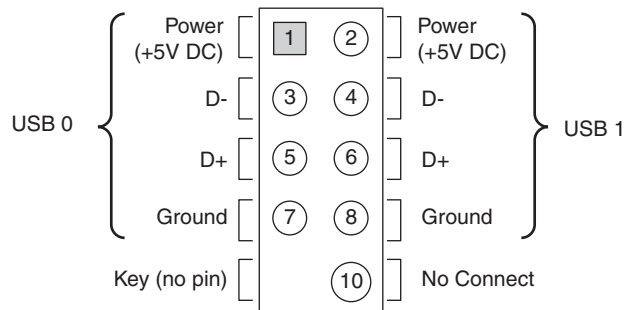 Power
(+5V DC)
1
2
Power
(+5V DC)
D-
3
4
D-
USB 0
USB 1
D+
5
6
D+
Ground
7
8
Ground
Key (no pin)
10
No Connect